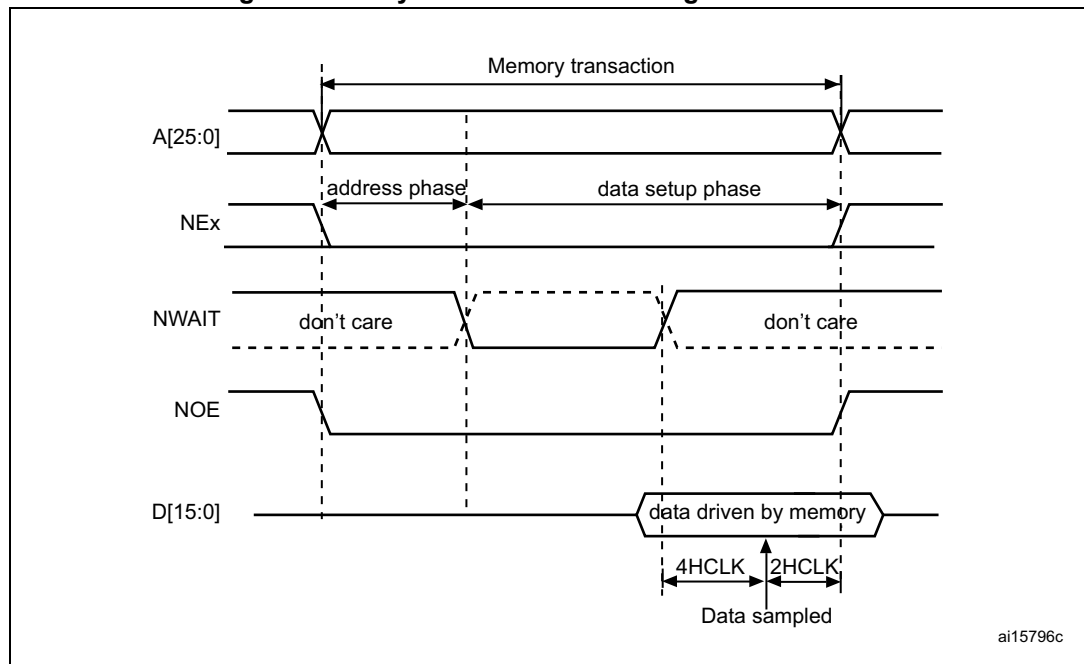 Memory transaction
A[25:0]
address phase
data setup phase
NEx
NWAIT
don't care
don't care
NOE
D[15:0]
data driven by memory
4HCLK
2HCLK
Data sampled
ai15796c